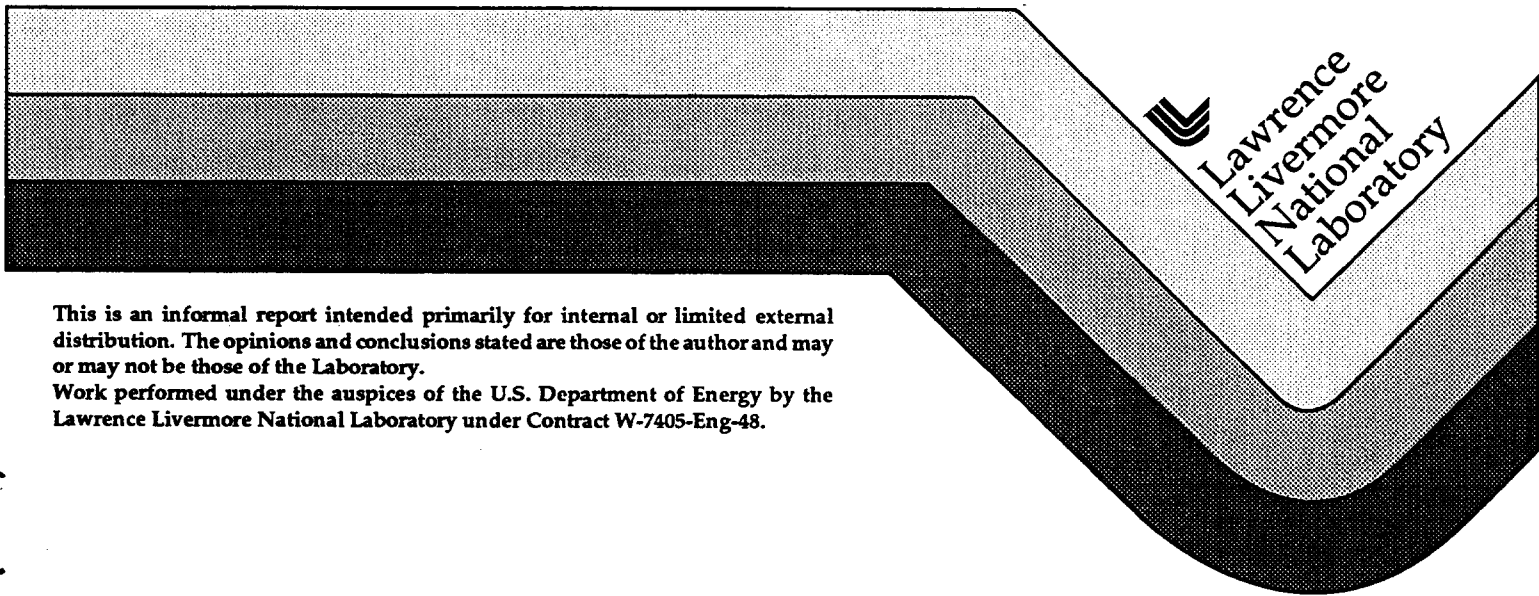 Lawrence
Livermore
National
Laboratory
This is an informal report intended primarily for internal or limited external
distribution. The opinions and conclusions stated are those of the author and may
or may not be those of the Laboratory.
Work performed under the auspices of the U.S. Department of Energy by the
Lawrence Livermore National Laboratory under Contract W-7405-Eng-48.